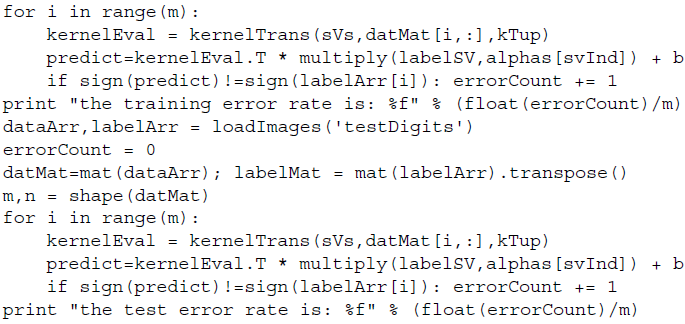 for i in range(m):
    kernelEval = kernelTrans(sVs,datMat[i,:],kTup)
    predict=kernelEval.T * multiply(labelSV,alphas[svInd]) + b
    if sign(predict)!=sign(labelArr[i]): errorCount += 1
print "the training error rate is: %f" % (float(errorCount)/m)
dataArr,labelArr = loadImages('testDigits')
errorCount = 0
datMat=mat(dataArr); labelMat = mat(labelArr).transpose()
m,n = shape(datMat)
for i in range(m):
    kernelEval = kernelTrans(sVs,datMat[i,:],kTup)
    predict=kernelEval.T * multiply(labelSV,alphas[svInd]) + b
    if sign(predict)!=sign(labelArr[i]): errorCount += 1
print "the test error rate is: %f" % (float(errorCount)/m)